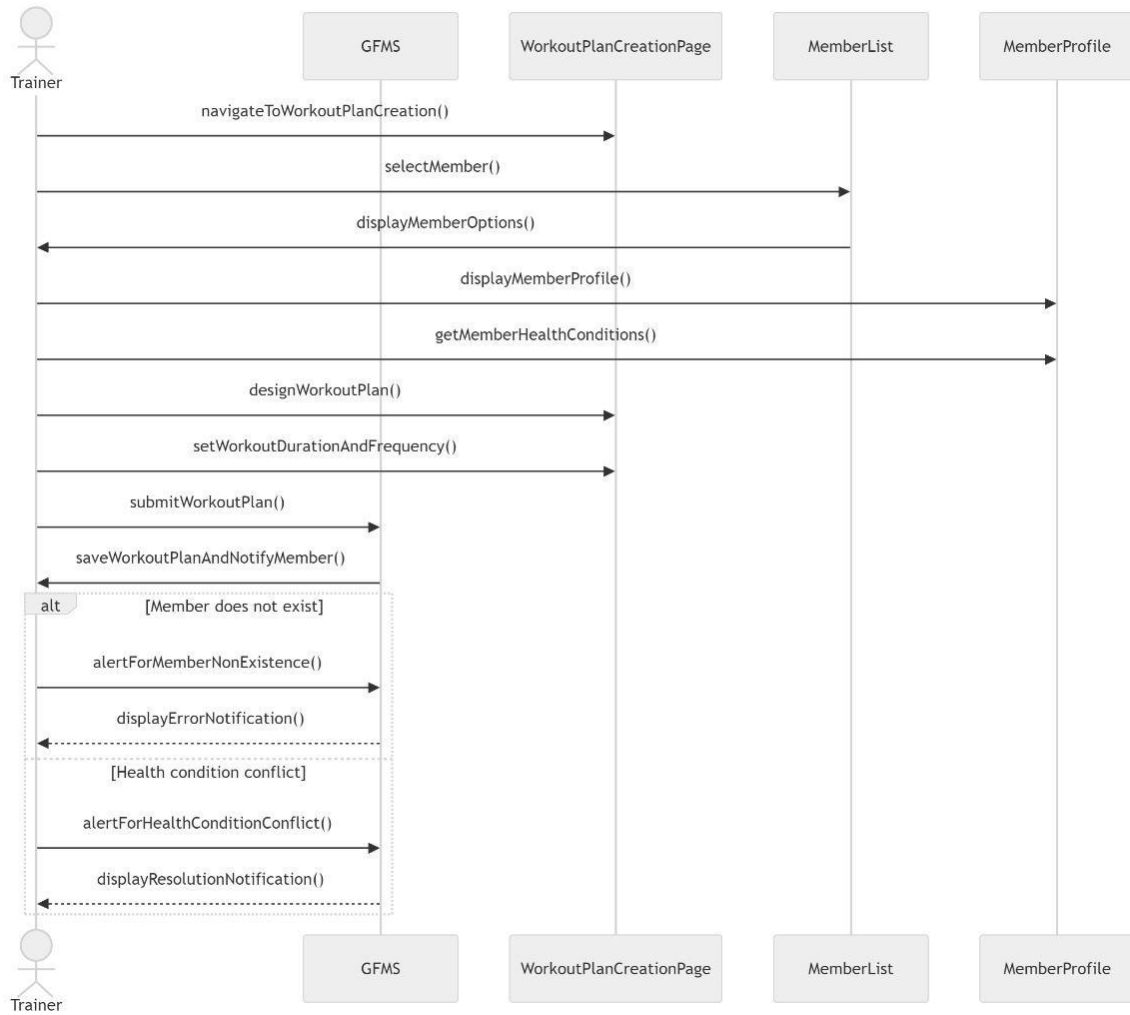 GFMS
WorkoutPlanCreationPage
MemberList
MemberProfile
Trainer
navigateToWorkoutPlanCreation()
selectMember()
displayMemberOptions()
displayMemberProfile()
getMemberHealthConditions()
designWorkoutPlan()
setWorkoutDurationAndFrequency()
submitWorkoutPlan()
saveWorkoutPlanAndNotifyMember()
alt
[Member does not exist]
alertForMemberNonExistence()
displayErrorNotification()
[Health condition conflict]
alertForHealthConditionConflict()
displayResolutionNotification()
GFMS
WorkoutPlanCreationPage
MemberList
MemberProfile
Trainer